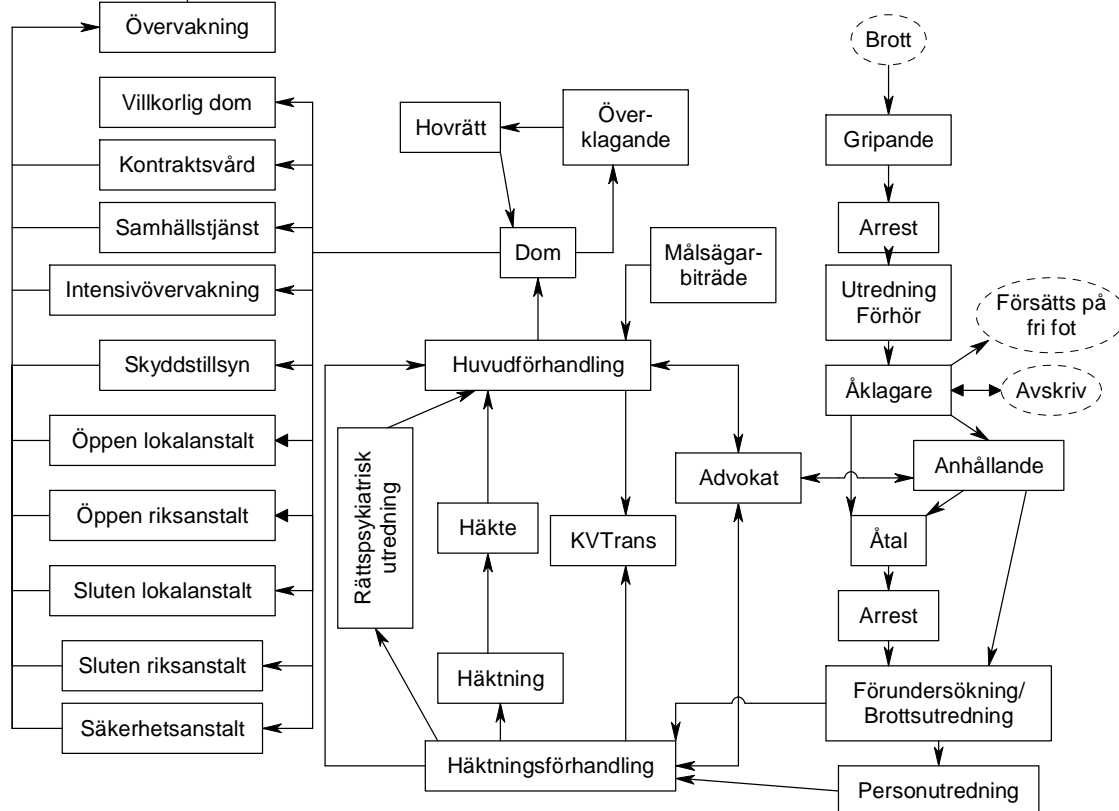 Övervakning
Villkorlig dom
Kontraktsvård
Samhällstjänst
Intensivövervakning
Skyddstillsyn
Öppen lokalanstalt
Öppen riksanstalt
Sluten lokalanstalt
Sluten riksanstalt
Säkerhetsanstalt
Hovrätt
Över-
klagande
Dom
Målsägar-
biträde
Huvudförhandling
Rättspsykiatrisk
utredning
Häkte
KVTrans
Advokat
Häktning
Häktningsförhandling
Brott
Gripande
Arrest
Utredning
Förhör
Försätts på
fri fot
Åklagare
Avskriv
Anhållande
Åtal
Arrest
Förundersökning/
Brottsutredning
Personutredning